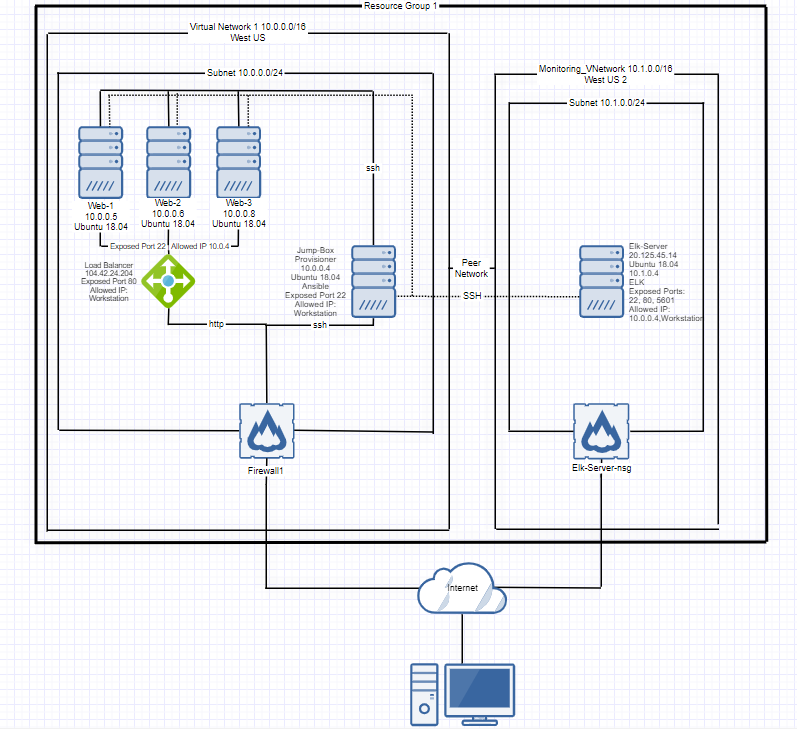 Resource Group 1
Virtual Network 1 10.0.0.0/16
West US
Subnet 10.0.0.0/24
Monitoring_VNetwork 10.1.0.0/16
West US 2
Subnet 10.1.0.0/24
ssh
Web-1
10.0.0.5
Ubuntu 18.04
Web-2
10.0.0.6
Ubuntu 18.04
Web-3
10.0.0.8
Ubuntu 18.04
Exposed Port 22
Allowed IP 10.0.4
Load Balancer
104.42.24.204
Exposed Port 80
Allowed IP:
Workstation
Jump-Box
Provisioner
10.0.0.4
Ubuntu 18.04
Ansible
Exposed Port 22
Allowed IP:
Workstation
Peer
Network
SSH
Elk-Server
20.125.45.14
Ubuntu 18.04
10.1.0.4
ELK
Exposed Ports:
22, 80, 5601
Allowed IP:
10.0.0.4,Workstation
http
ssh
Firewall1
Elk-Server-nsg
Internet